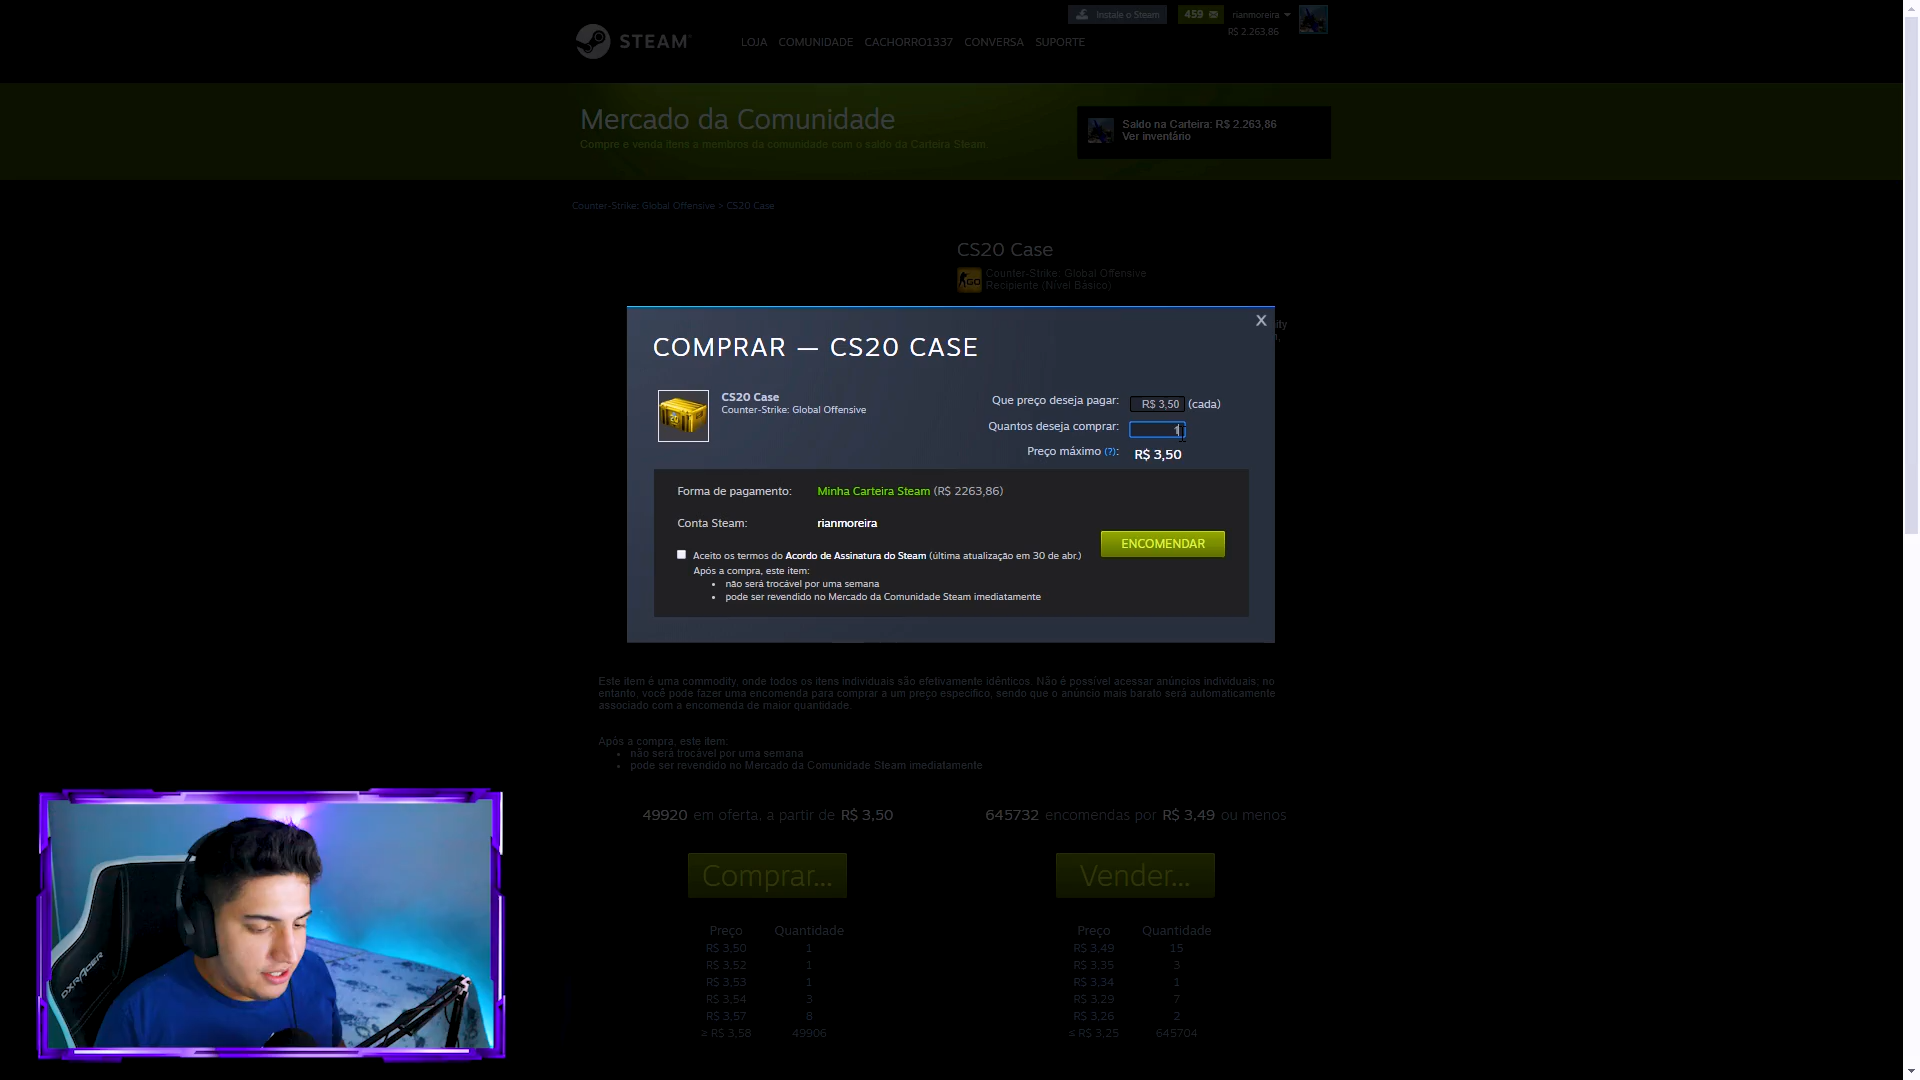 Instale o Steam
459
rianmoreira
R$ 2.263,86
STEAM
LOJA COMUNIDADE CACHORRO1337 CONVERSA SUPORTE
Mercado da Comunidade
Compre e venda itens a membros da comunidade com o saldo da Carteira Steam
Saldo na Carteira: R$ 2.263,86
Ver inventário
Counter-Strike: Global Offensive > CS20 Case
CS20 Case
Counter-Strike: Global Offensive
Recipiente (Nível Básico)
X
COMPRAR — CS20 CASE
CS20 Case
Counter-Strike: Global Offensive
Que preço deseja pagar: R$ 3,50 (cada)
Quantos deseja comprar: 1
Preço máximo (?): R$ 3,50
Forma de pagamento: Minha Carteira Steam (R$ 2263,86)
Conta Steam: rianmoreira
ENCOMENDAR
Aceito os termos do Acordo de Assinatura do Steam (última atualização em 30 de abr.)
Após a compra, este item:
• não será trocável por uma semana
• pode ser revendido no Mercado da Comunidade Steam imediatamente
Este item é uma commodity, onde todos os itens individuais são efetivamente idênticos. Não é possível acessar anúncios individuais; no
entanto, você pode fazer uma encomenda para comprar a um preço específico, sendo que o anúncio mais barato será automaticamente
associado com a encomenda de maior quantidade.
Após a compra, este item:
• não será trocável por uma semana
• pode ser revendido no Mercado da Comunidade Steam imediatamente
49920 em oferta, a partir de R$ 3,50
645732 encomendas por R$ 3,49 ou menos
Comprar...
Vender...
Preço Quantidade
R$ 3,50 1
R$ 3,52 1
R$ 3,53 1
R$ 3,54 3
R$ 3,57 8
≥ R$ 3,58 49906
Preço Quantidade
R$ 3,49 15
R$ 3,35 3
R$ 3,34 1
R$ 3,29 7
R$ 3,26 2
≤ R$ 3,25 645704
DXRACER